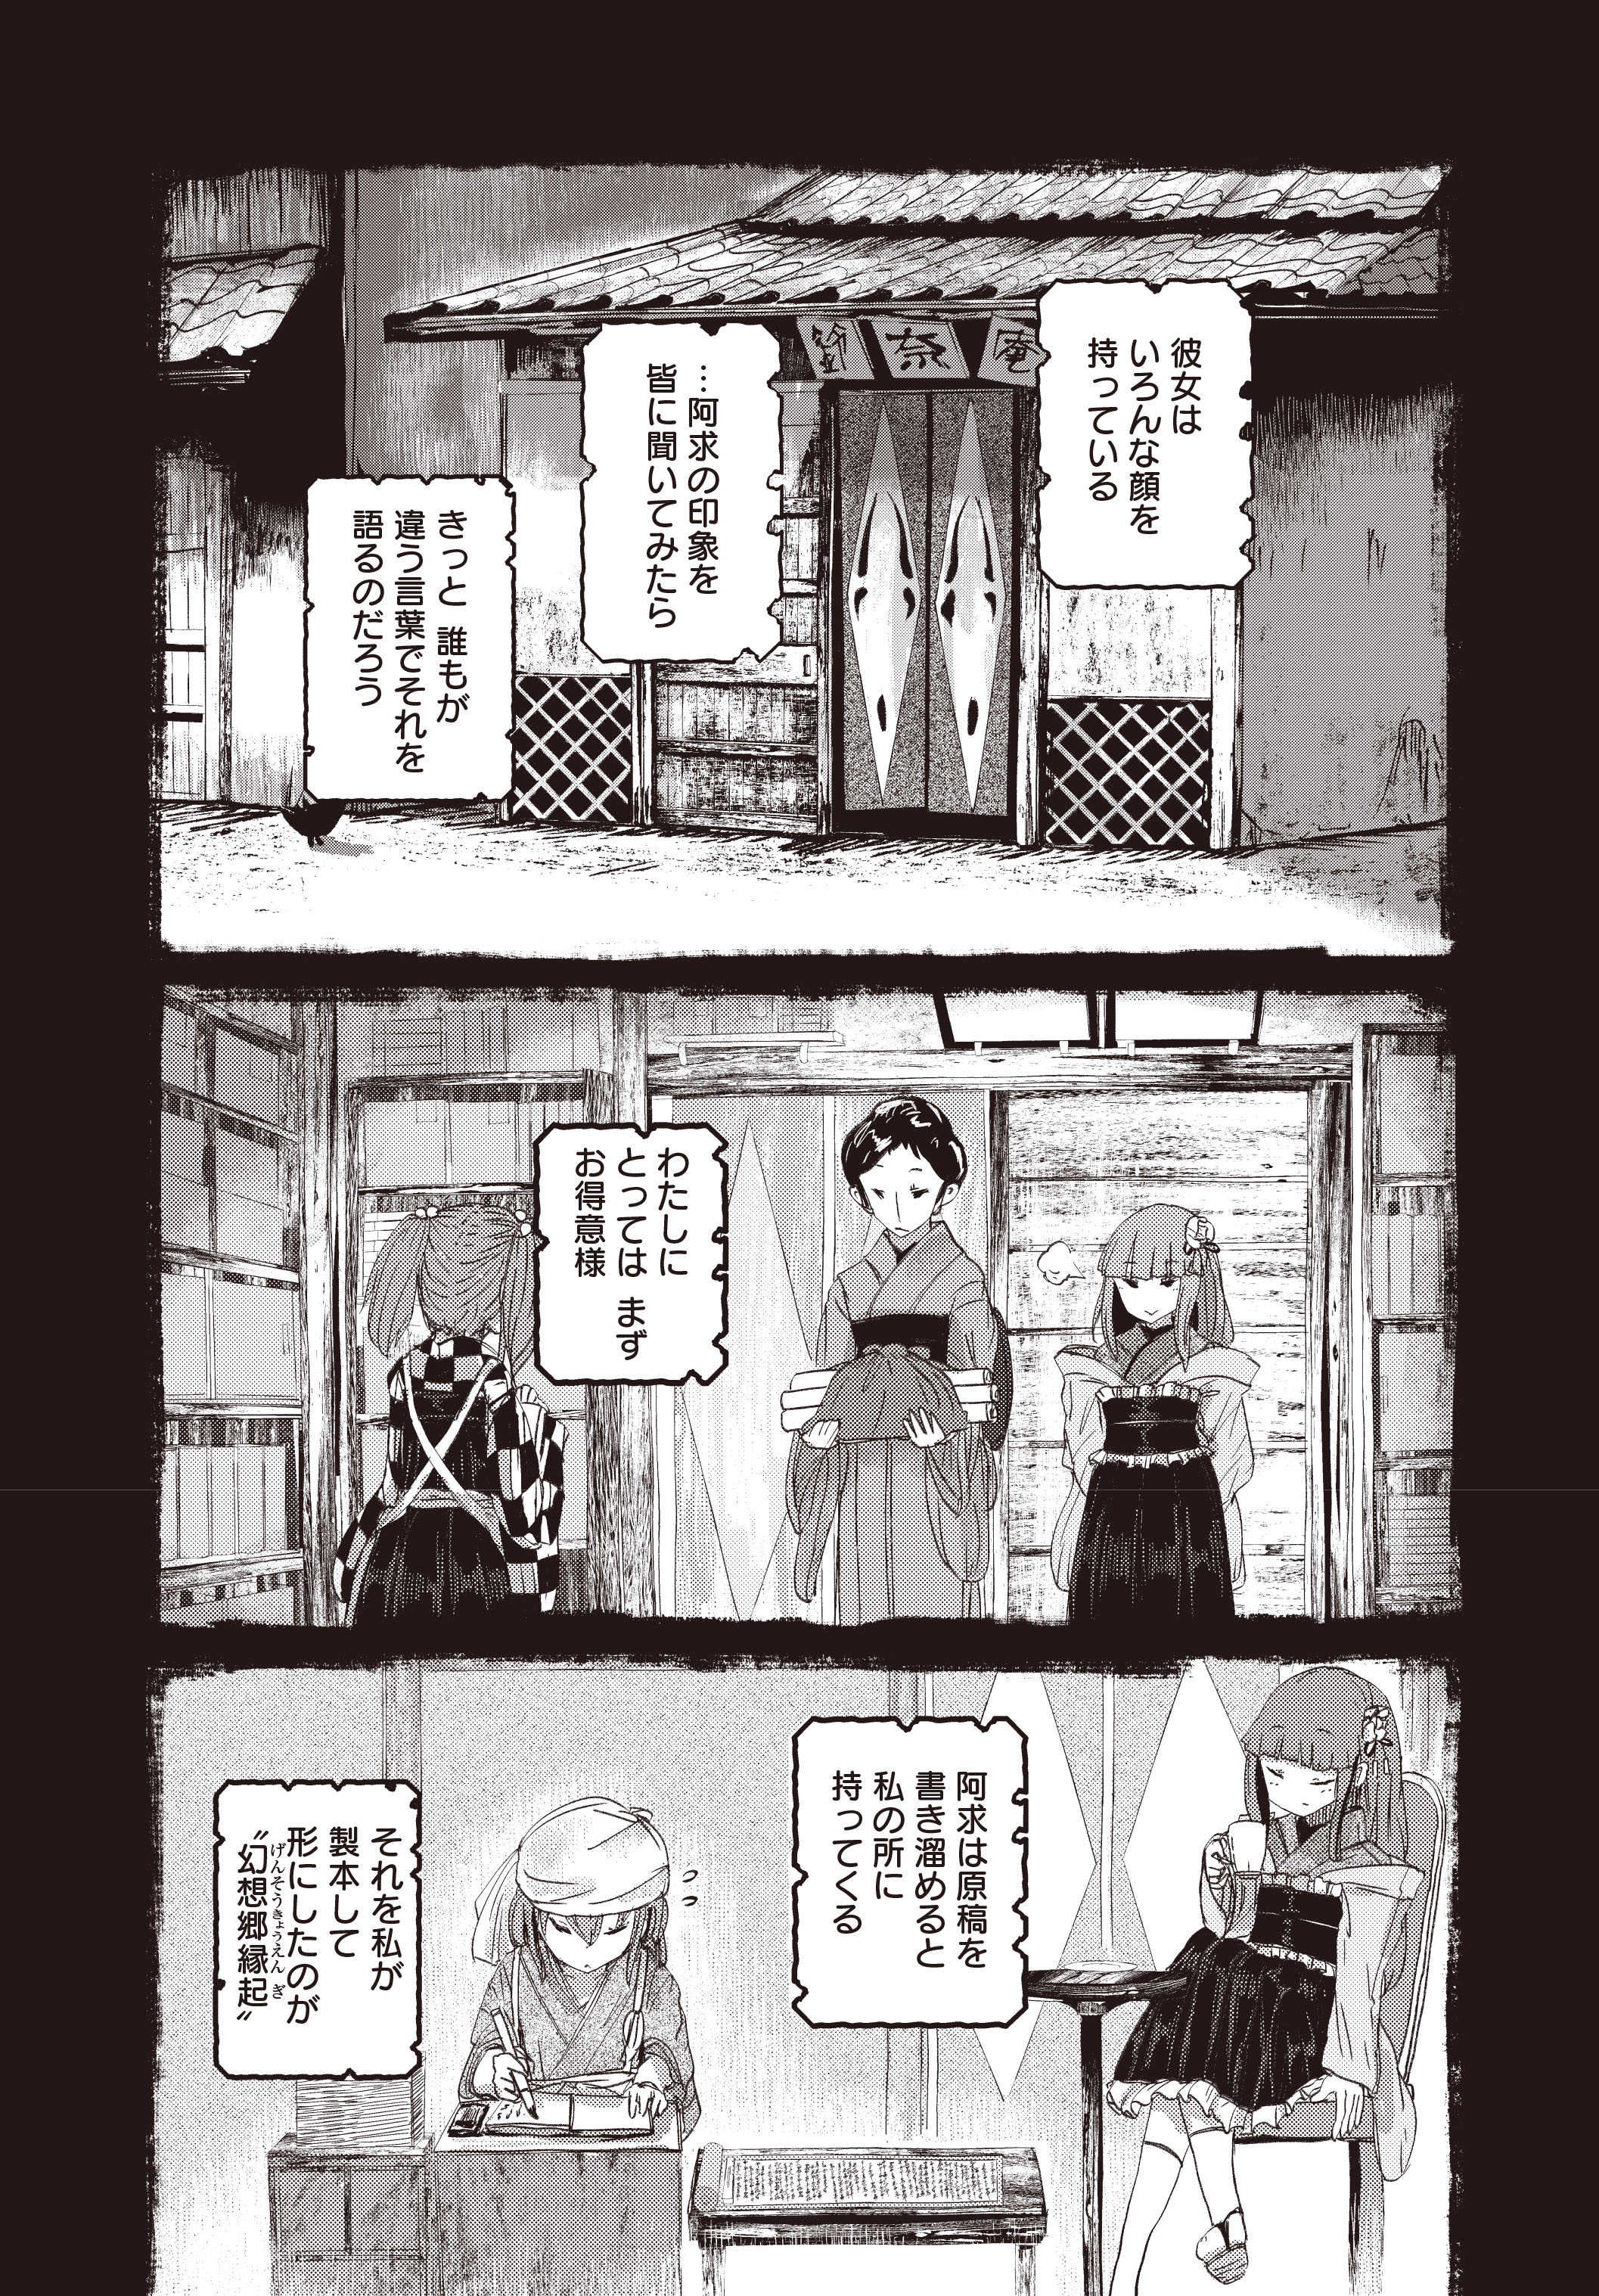 彼女は
いろんな顔を
持っている
鈴奈庵
…阿求の印象を
皆に聞いてみたら
きっと 誰もが
違う言葉でそれを
語るのだろう
わたしに
とっては まず
お得意様
阿求は原稿を
書き溜めると
私の所に
持ってくる
それを私が
製本して
形にしたのが
〝幻想郷縁起〟
げんそうきょうえんぎ